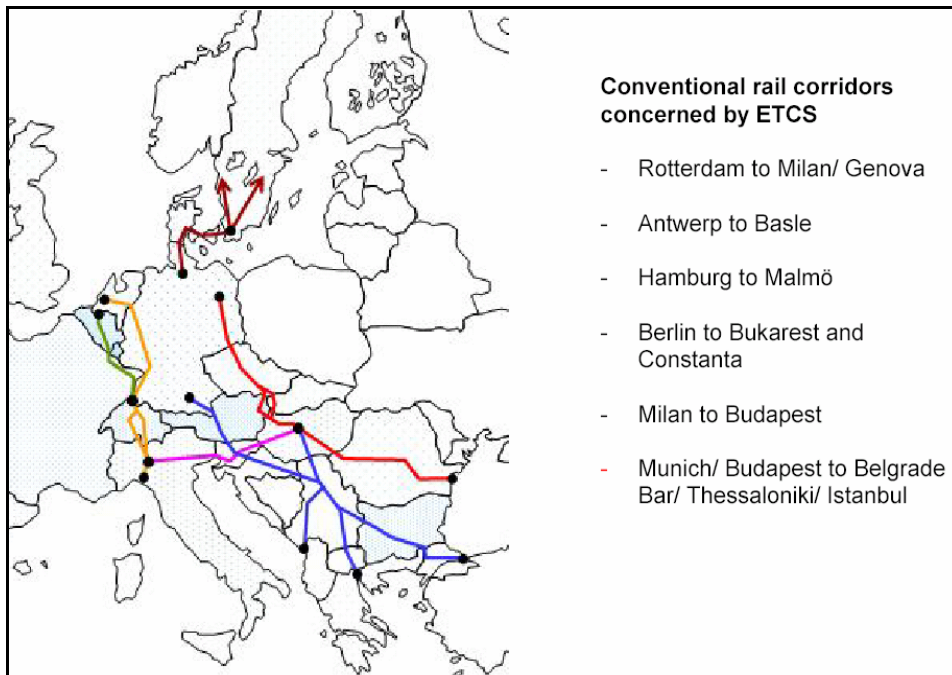 Conventional rail corridors
concerned by ETCS
- Rotterdam to Milan/ Genova
- Antwerp to Basle
- Hamburg to Malmö
- Berlin to Bukarest and
Constanta
- Milan to Budapest
- Munich/ Budapest to Belgrade
Bar/ Thessaloniki/ Istanbul